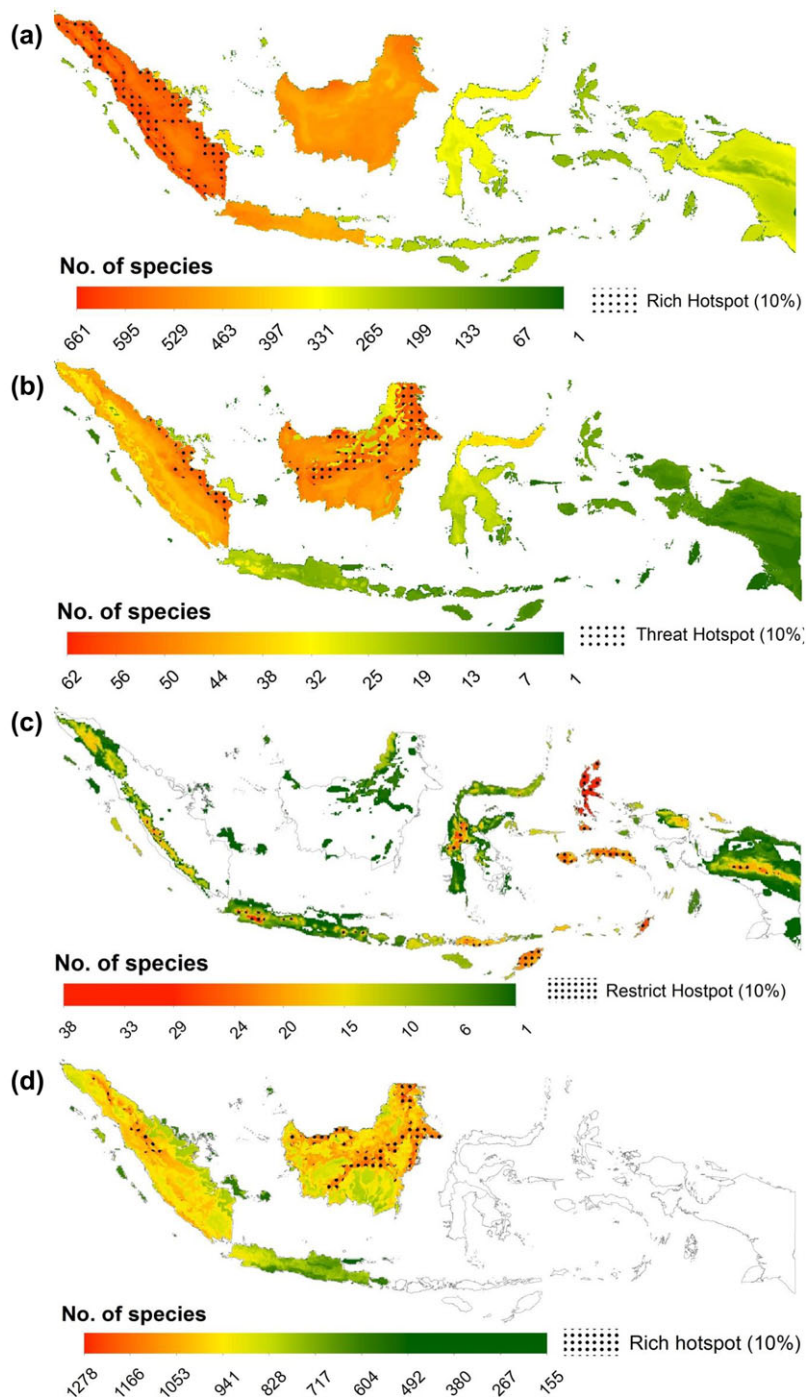 (a)
No. of species
Rich Hotspot (10%)
661 595 529 463 397 331 265 199 133 67 1
(b)
No. of species
Threat Hotspot (10%)
62 56 50 44 38 32 25 19 13 7 1
(c)
No. of species
Restrict Hostpot (10%)
38 33 29 24 20 15 10 6 1
(d)
No. of species
Rich hotspot (10%)
1278 1166 1053 941 828 717 604 492 380 267 155